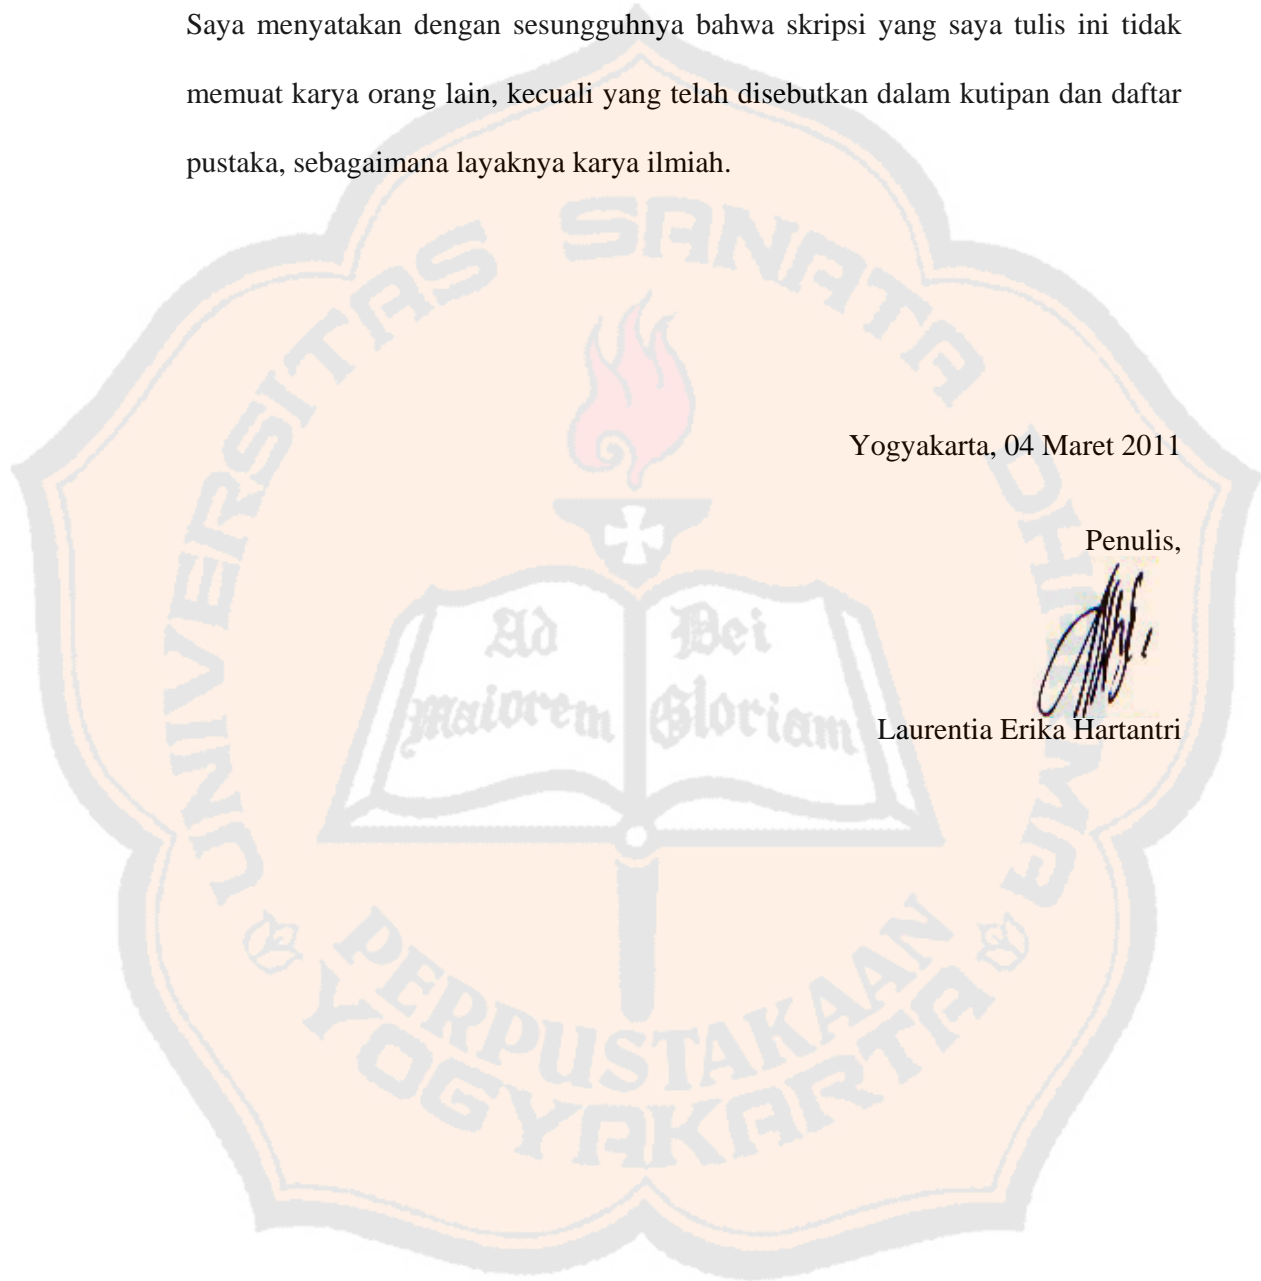 Saya menyatakan dengan sesungguhnya bahwa skripsi yang saya tulis ini tidak
memuat karya orang lain, kecuali yang telah disebutkan dalam kutipan dan daftar
pustaka, sebagaimana layaknya karya ilmiah.
UNIVERSITAS SANATA DHARMA
Yogyakarta, 04 Maret 2011
Penulis,
Ad Dei
maiorem Gloriam
Laurentia Erika Hartantri
PERPUSTAKAAN
YOGYAKARTA